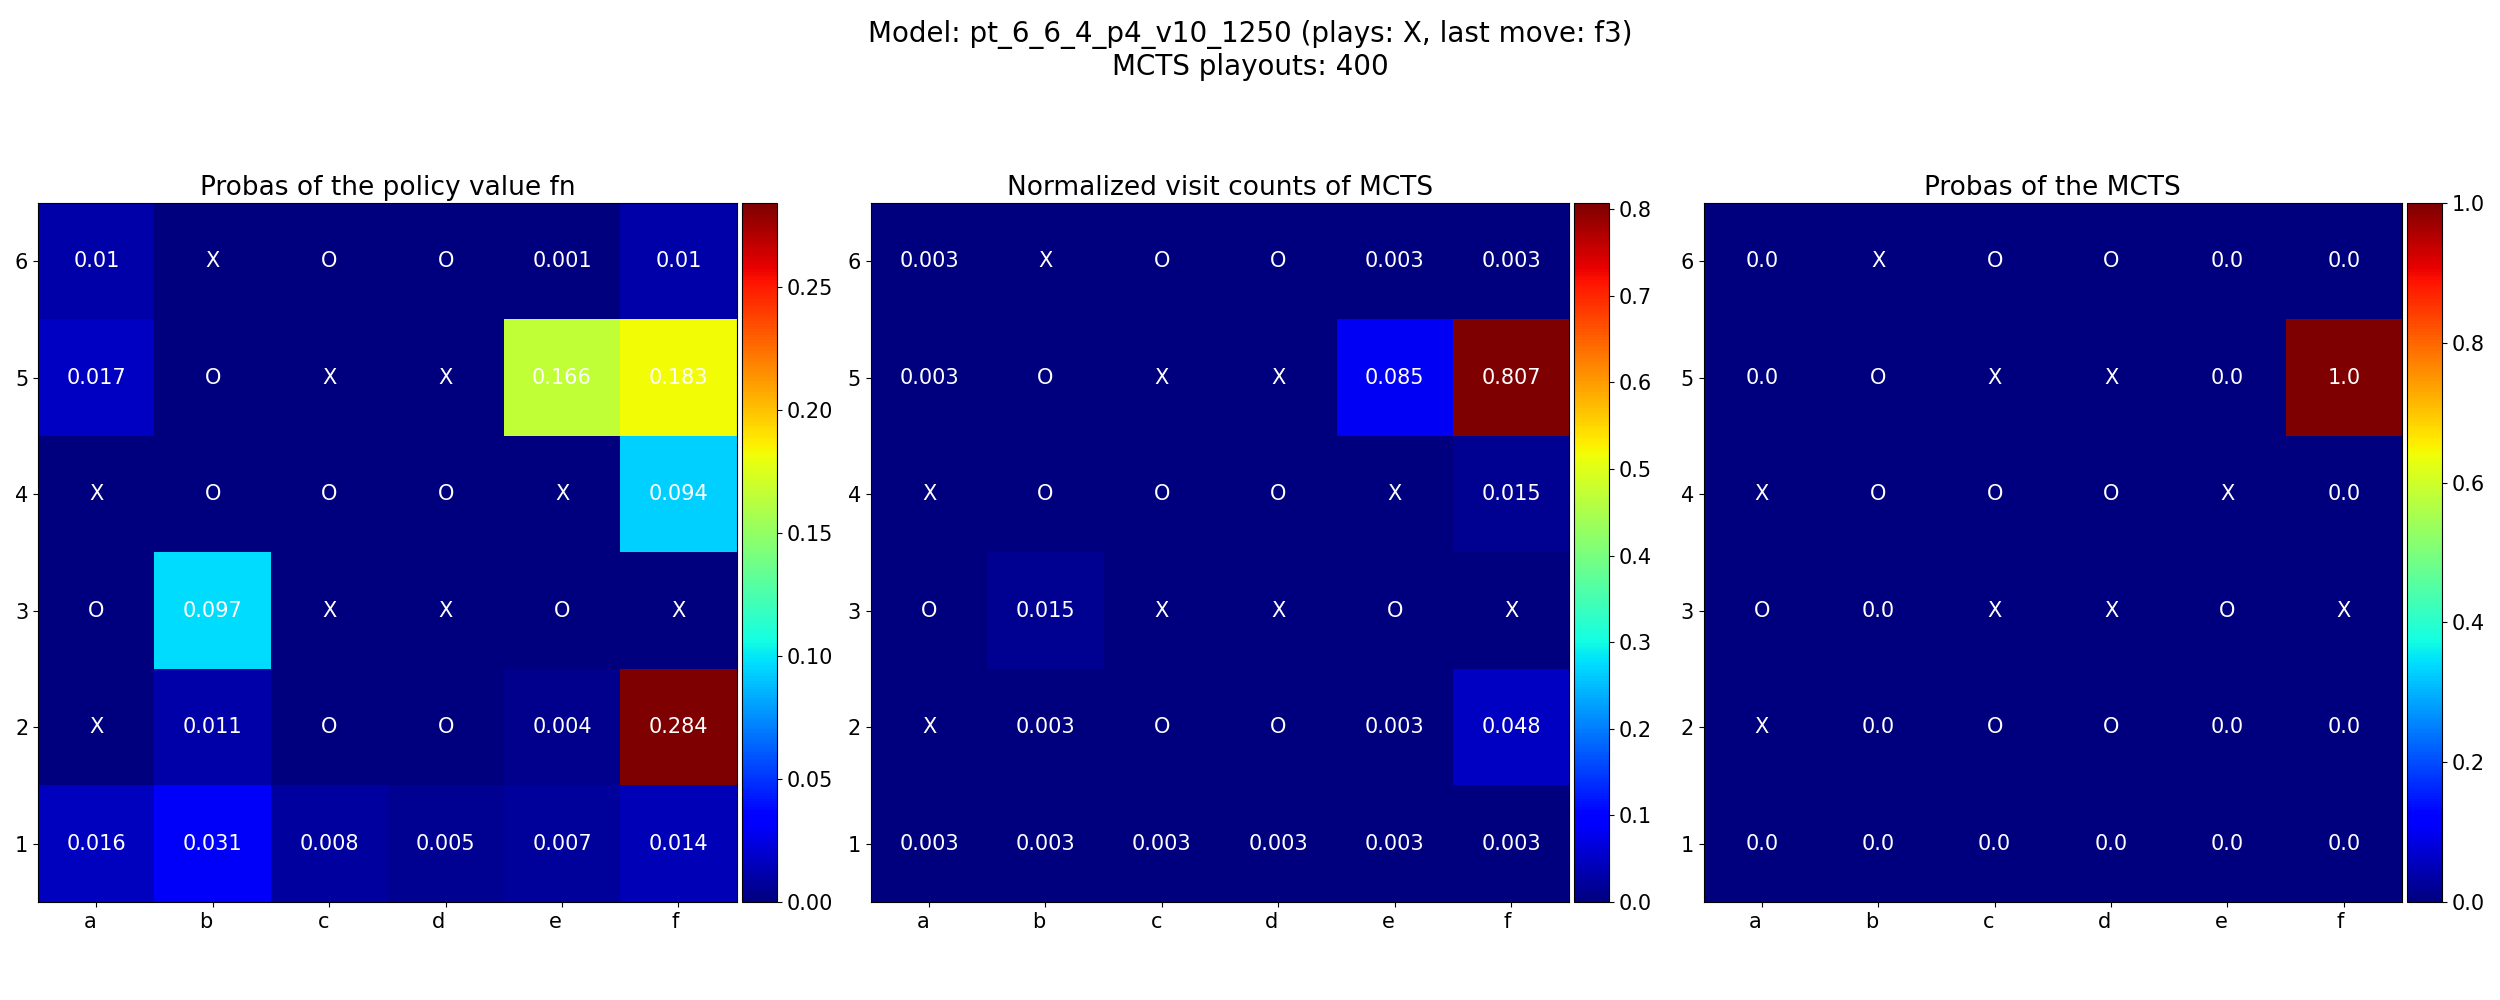 Model: pt_6_6_4_p4_v10_1250 (plays: X, last move: f3)
MCTS playouts: 400
Probas of the policy value fn
6 0.01 X O O 0.001 0.01
5 0.017 O X X 0.166 0.183
4 X O O O X 0.094
3 O 0.097 X X O X
2 X 0.011 O O 0.004 0.284
1 0.016 0.031 0.008 0.005 0.007 0.014
a b c d e f
0.25
0.20
0.15
0.10
0.05
0.00
Normalized visit counts of MCTS
6 0.003 X O O 0.003 0.003
5 0.003 O X X 0.085 0.807
4 X O O O X 0.015
3 O 0.015 X X O X
2 X 0.003 O O 0.003 0.048
1 0.003 0.003 0.003 0.003 0.003 0.003
a b c d e f
0.8
0.7
0.6
0.5
0.4
0.3
0.2
0.1
0.0
Probas of the MCTS
6 0.0 X O O 0.0 0.0
5 0.0 O X X 0.0 1.0
4 X O O O X 0.0
3 O 0.0 X X O X
2 X 0.0 O O 0.0 0.0
1 0.0 0.0 0.0 0.0 0.0 0.0
a b c d e f
1.0
0.8
0.6
0.4
0.2
0.0